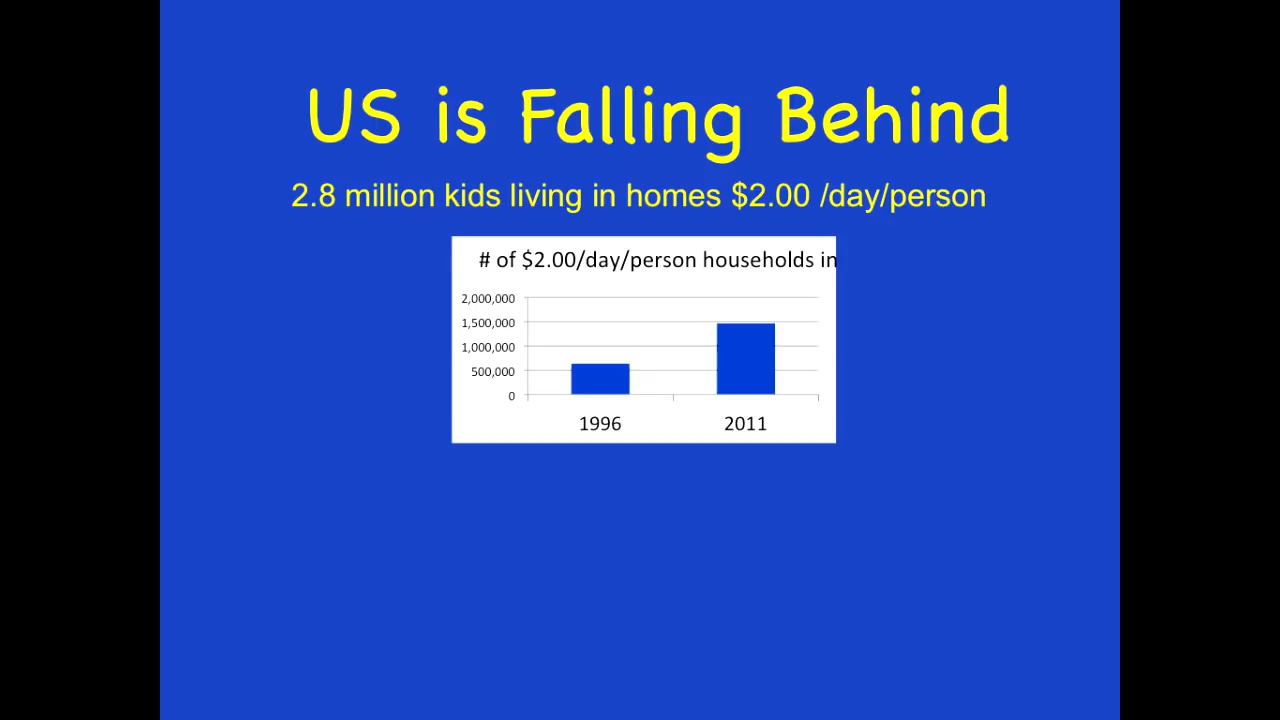 US is Falling Behind
2.8 million kids living in homes $2.00 /day/person
# of $2.00/day/person households in
2,000,000
1,500,000
1,000,000
500,000
0
1996
2011